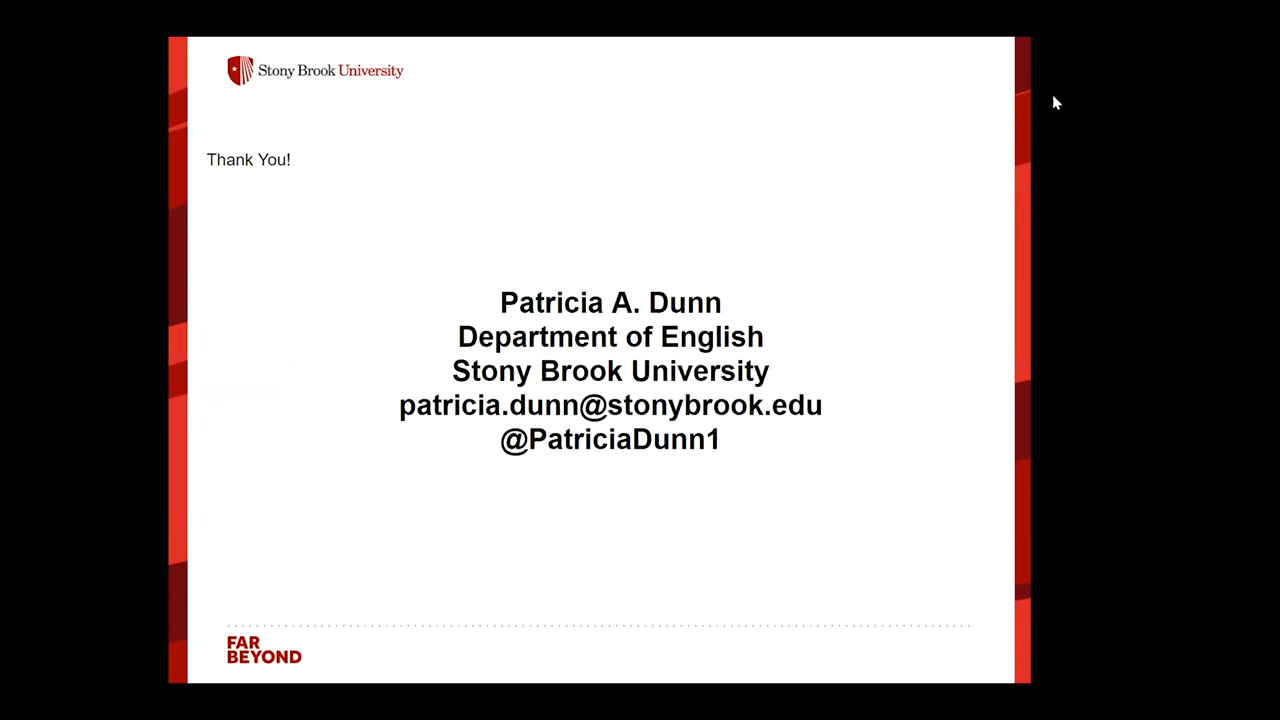 Stony Brook University
Thank You!
Patricia A. Dunn
Department of English
Stony Brook University
patricia.dunn@stonybrook.edu
@PatriciaDunn1
FAR
BEYOND